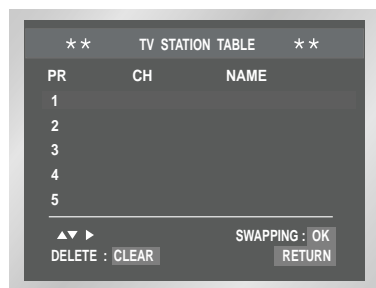 ** TV STATION TABLE **
PR CH NAME
1
2
3
4
5
▲▼ ▶ SWAPPING : OK
DELETE : CLEAR RETURN